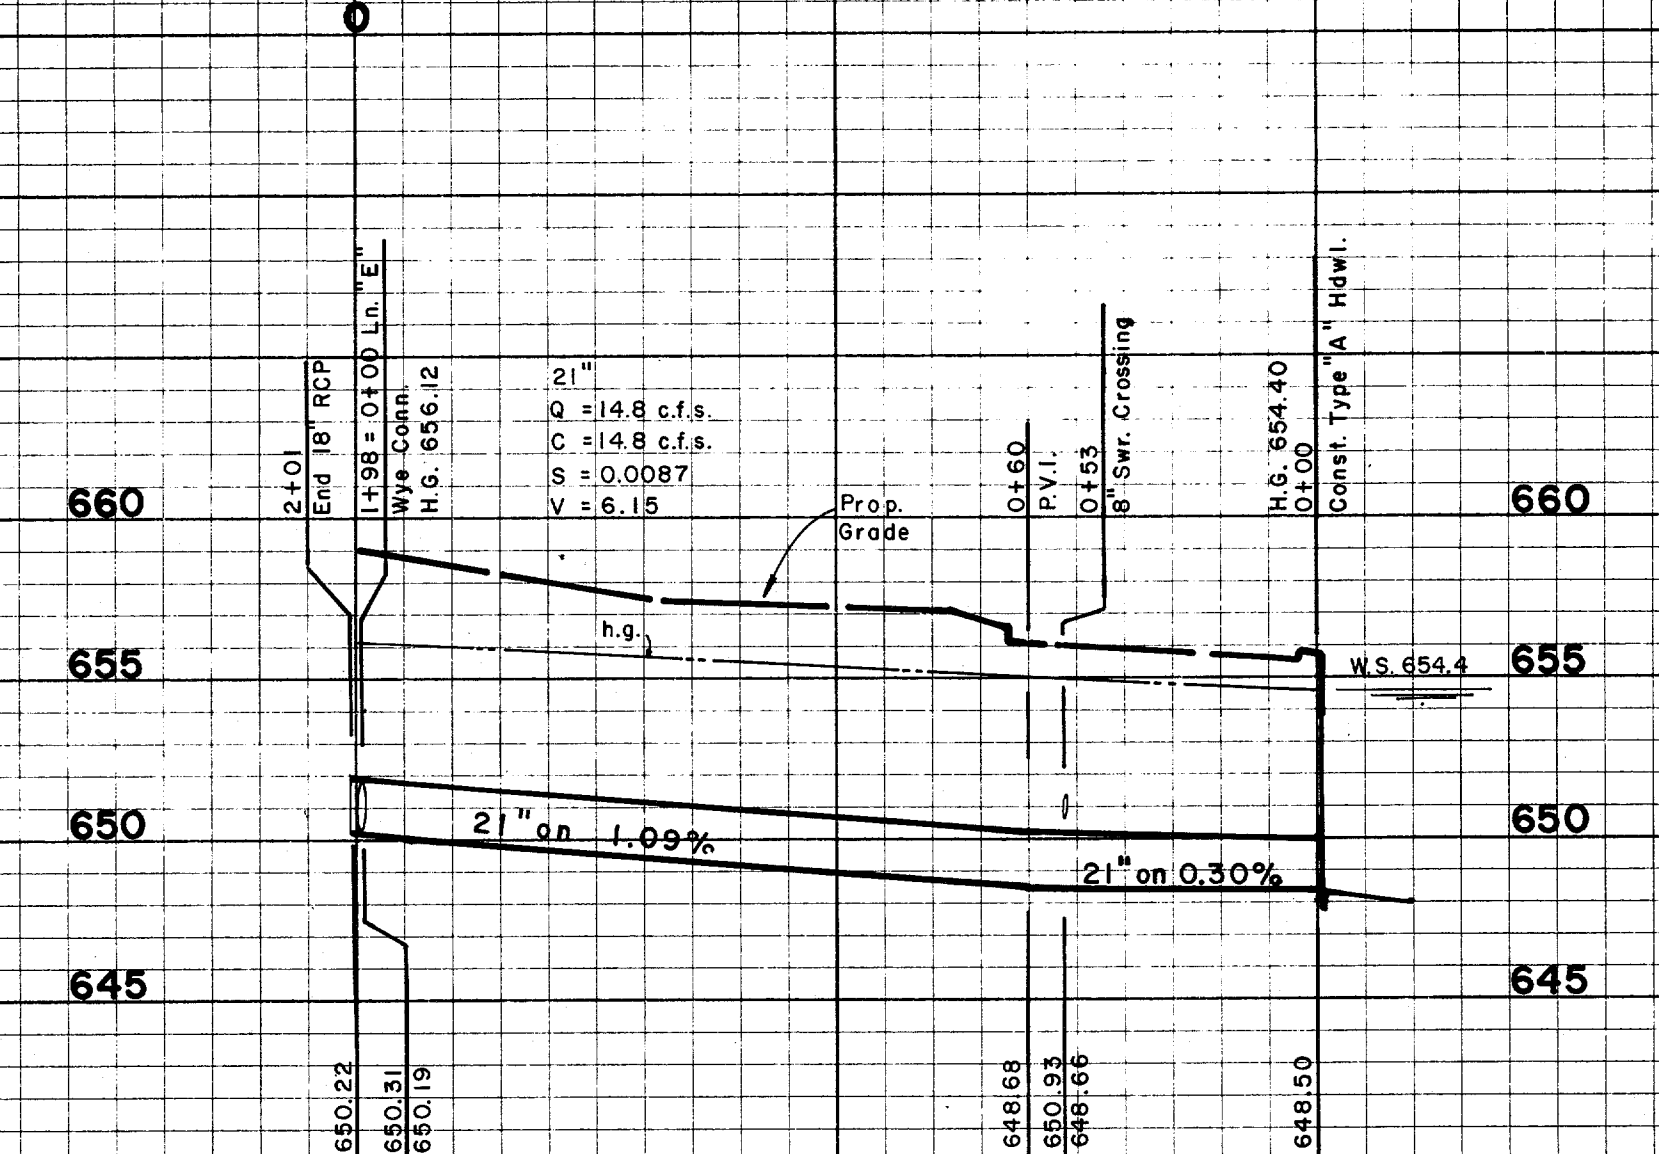 0
2+01
End 18" RCP
1+98 = 0+00 Ln. "E"
Wye Conn.
H.G. 656.12
21"
Q = 14.8 c.f.s.
C = 14.8 c.f.s.
S = 0.0087
V = 6.15
Prop.
Grade
0+60
P.V.I.
0+53
8" Swr. Crossing
H.G. 654.40
0+00
Const. Type "A" Hdwl.
660
660
h.g.
655
W.S. 654.4
655
650
21" on 1.09%
650
21" on 0.30%
645
645
650.22
650.31
650.19
648.68
650.93
648.66
648.50